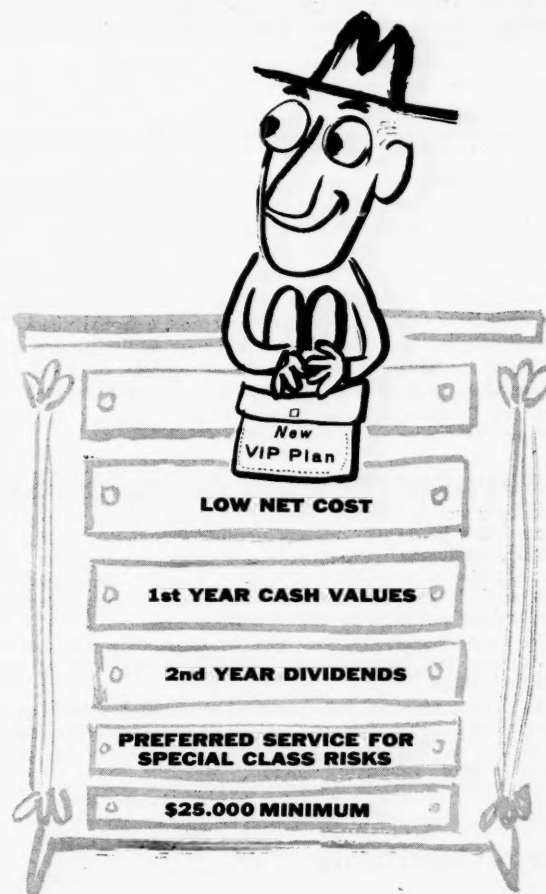 New
VIP Plan
LOW NET COST
1st YEAR CASH VALUES
2nd YEAR DIVIDENDS
PREFERRED SERVICE FOR
SPECIAL CLASS RISKS
$25.000 MINIMUM